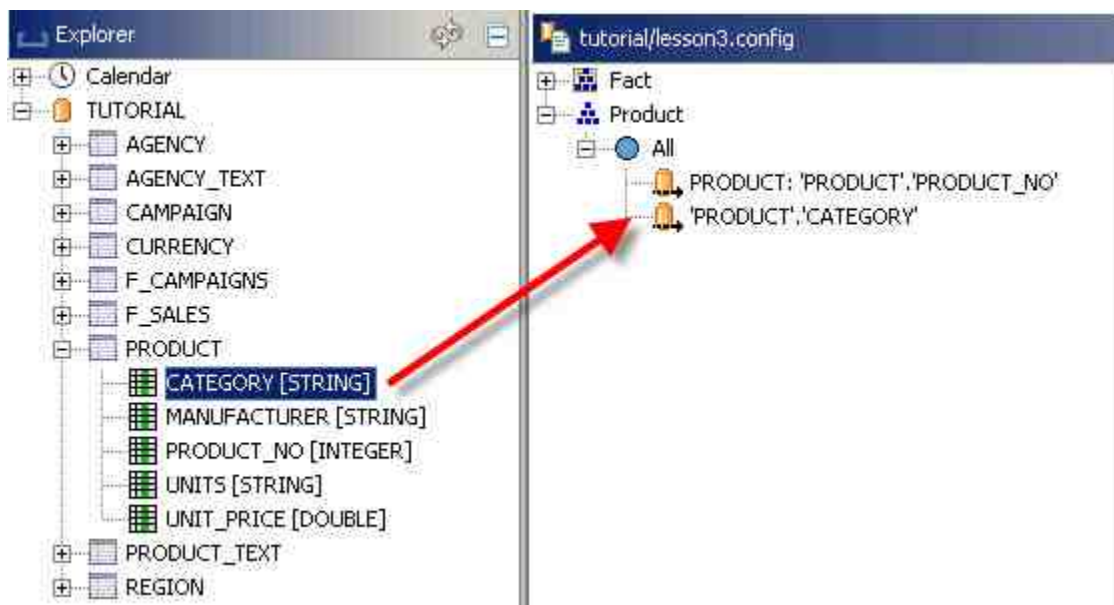 Explorer
Calendar
TUTORIAL
AGENCY
AGENCY_TEXT
CAMPAIGN
CURRENCY
F_CAMPAIGNS
F_SALES
PRODUCT
CATEGORY [STRING]
MANUFACTURER [STRING]
PRODUCT_NO [INTEGER]
UNITS [STRING]
UNIT_PRICE [DOUBLE]
PRODUCT_TEXT
REGION
tutorial/lesson3.config
Fact
Product
All
PRODUCT: 'PRODUCT'.'PRODUCT_NO'
'PRODUCT'.'CATEGORY'